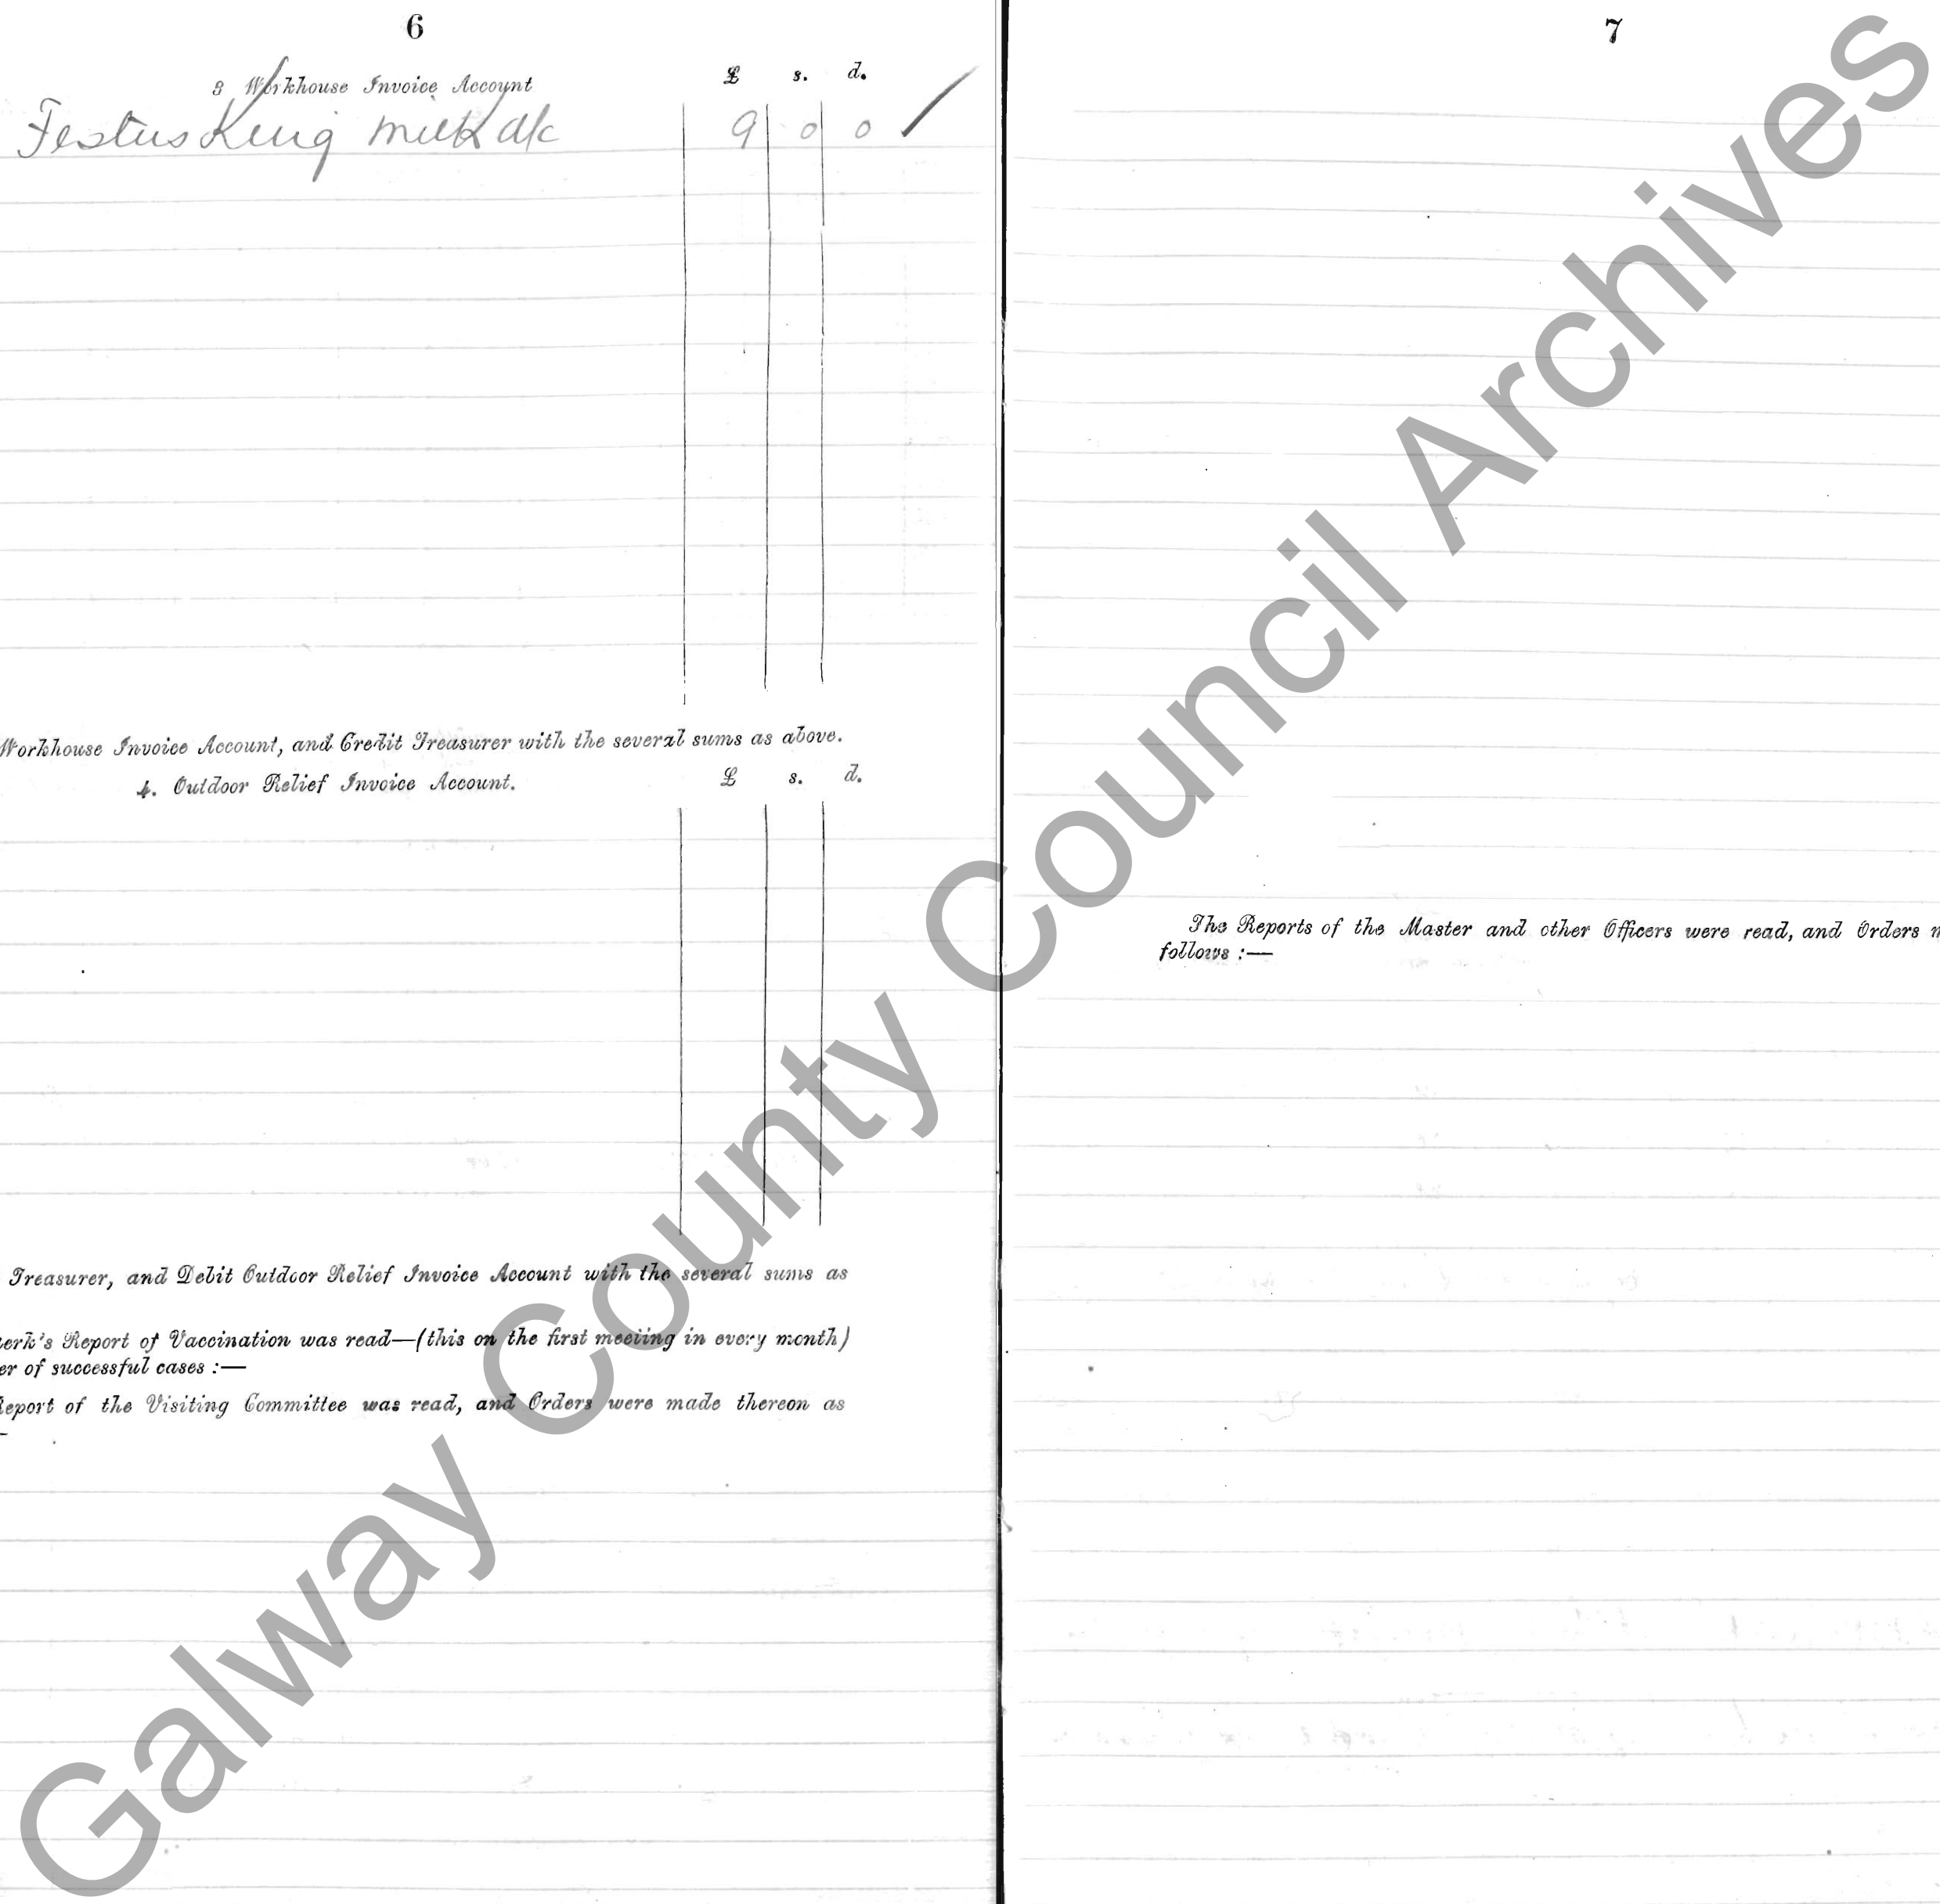 6
3 Workhouse Invoice Account £ s. d.
Festus King milk a/c 9 0 0
Workhouse Invoice Account, and Credit Treasurer with the several sums as above.
4. Outdoor Relief Invoice Account. £ s. d.
Treasurer, and Debit Outdoor Relief Invoice Account with the several sums as
erk's Report of Vaccination was read—(this on the first meeting in every month)
er of successful cases :—
Report of the Visiting Committee was read, and Orders were made thereon as
7
The Reports of the Master and other Officers were read, and Orders
follows :—
Galway County Council Archives